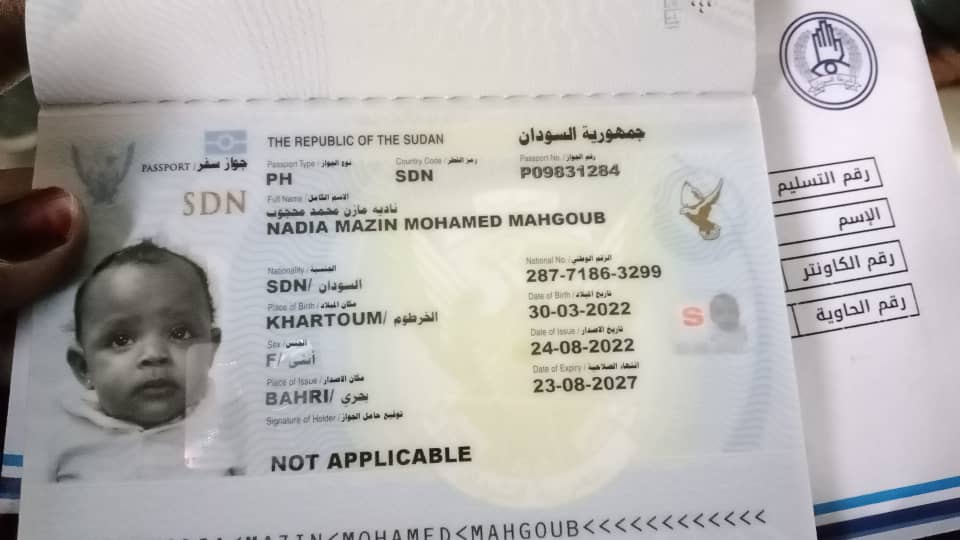 THE REPUBLIC OF THE SUDAN جمهورية السودان
PASSPORT / جواز سفر
SDN
Passport Type / نوع الجواز Country Code / رمز القطر Passport No. / رقم الجواز
PH SDN P09831284
Full Name / الاسم الكامل
ناديه مازن محمد محجوب
NADIA MAZIN MOHAMED MAHGOUB
Nationality / الجنسية National No. / الرقم الوطني
SDN/ السودان 287-7186-3299
Place of Birth / مكان الميلاد Date of Birth / تاريخ الميلاد
KHARTOUM/ الخرطوم 30-03-2022
Sex / الجنس Date of Issue / تاريخ الاصدار
F/ أنثى 24-08-2022
Place of Issue / مكان الاصدار Date of Expiry / انتهاء الصلاحية
BAHRI/ بحري 23-08-2027
Signature of Holder / توقيع حامل الجواز
NOT APPLICABLE
S
MAZIN<MOHAMED<MAHGOUB<<<<<<<<<<<<
رقم التسليم
الإسم
رقم الكاونتر
رقم الحاوية